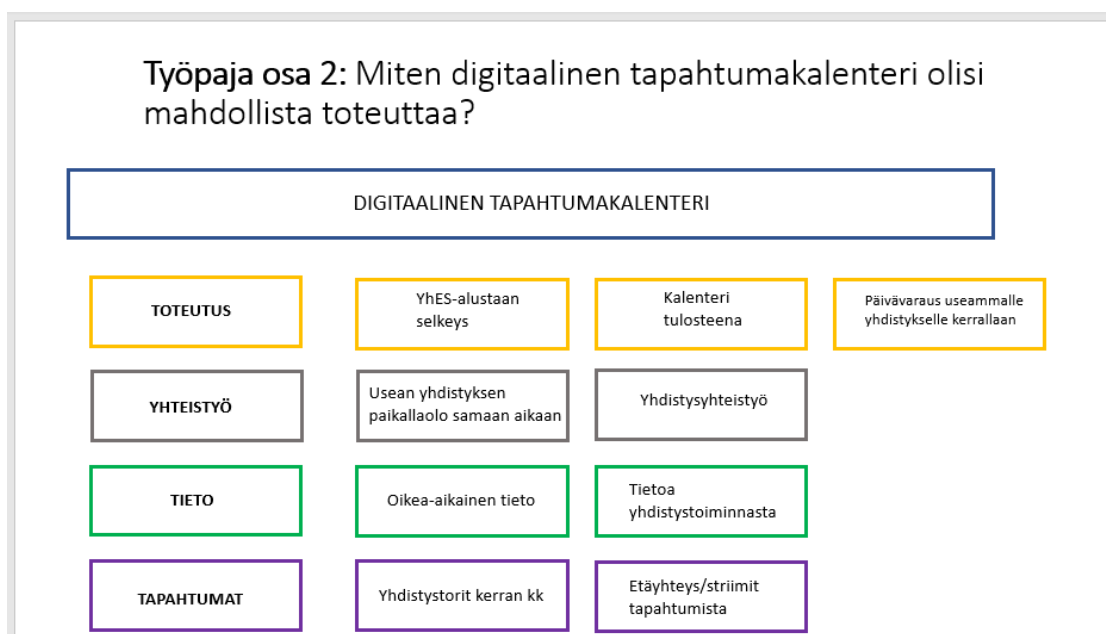 Työpaja osa 2: Miten digitaalinen tapahtumakalenteri olisi
mahdollista toteuttaa?
DIGITAALINEN TAPAHTUMAKALENTERI
TOTEUTUS
YhES-alustaan
selkeys
Kalenteri
tulosteena
Päivävaraus useammalle
yhdistykselle kerrallaan
YHTEISTYÖ
Usean yhdistyksen
paikallaolo samaan aikaan
Yhdistysyhteistyö
TIETO
Oikea-aikainen tieto
Tietoa
yhdistystoiminnasta
TAPAHTUMAT
Yhdistystorit kerran kk
Etäyhteys/striimit
tapahtumista